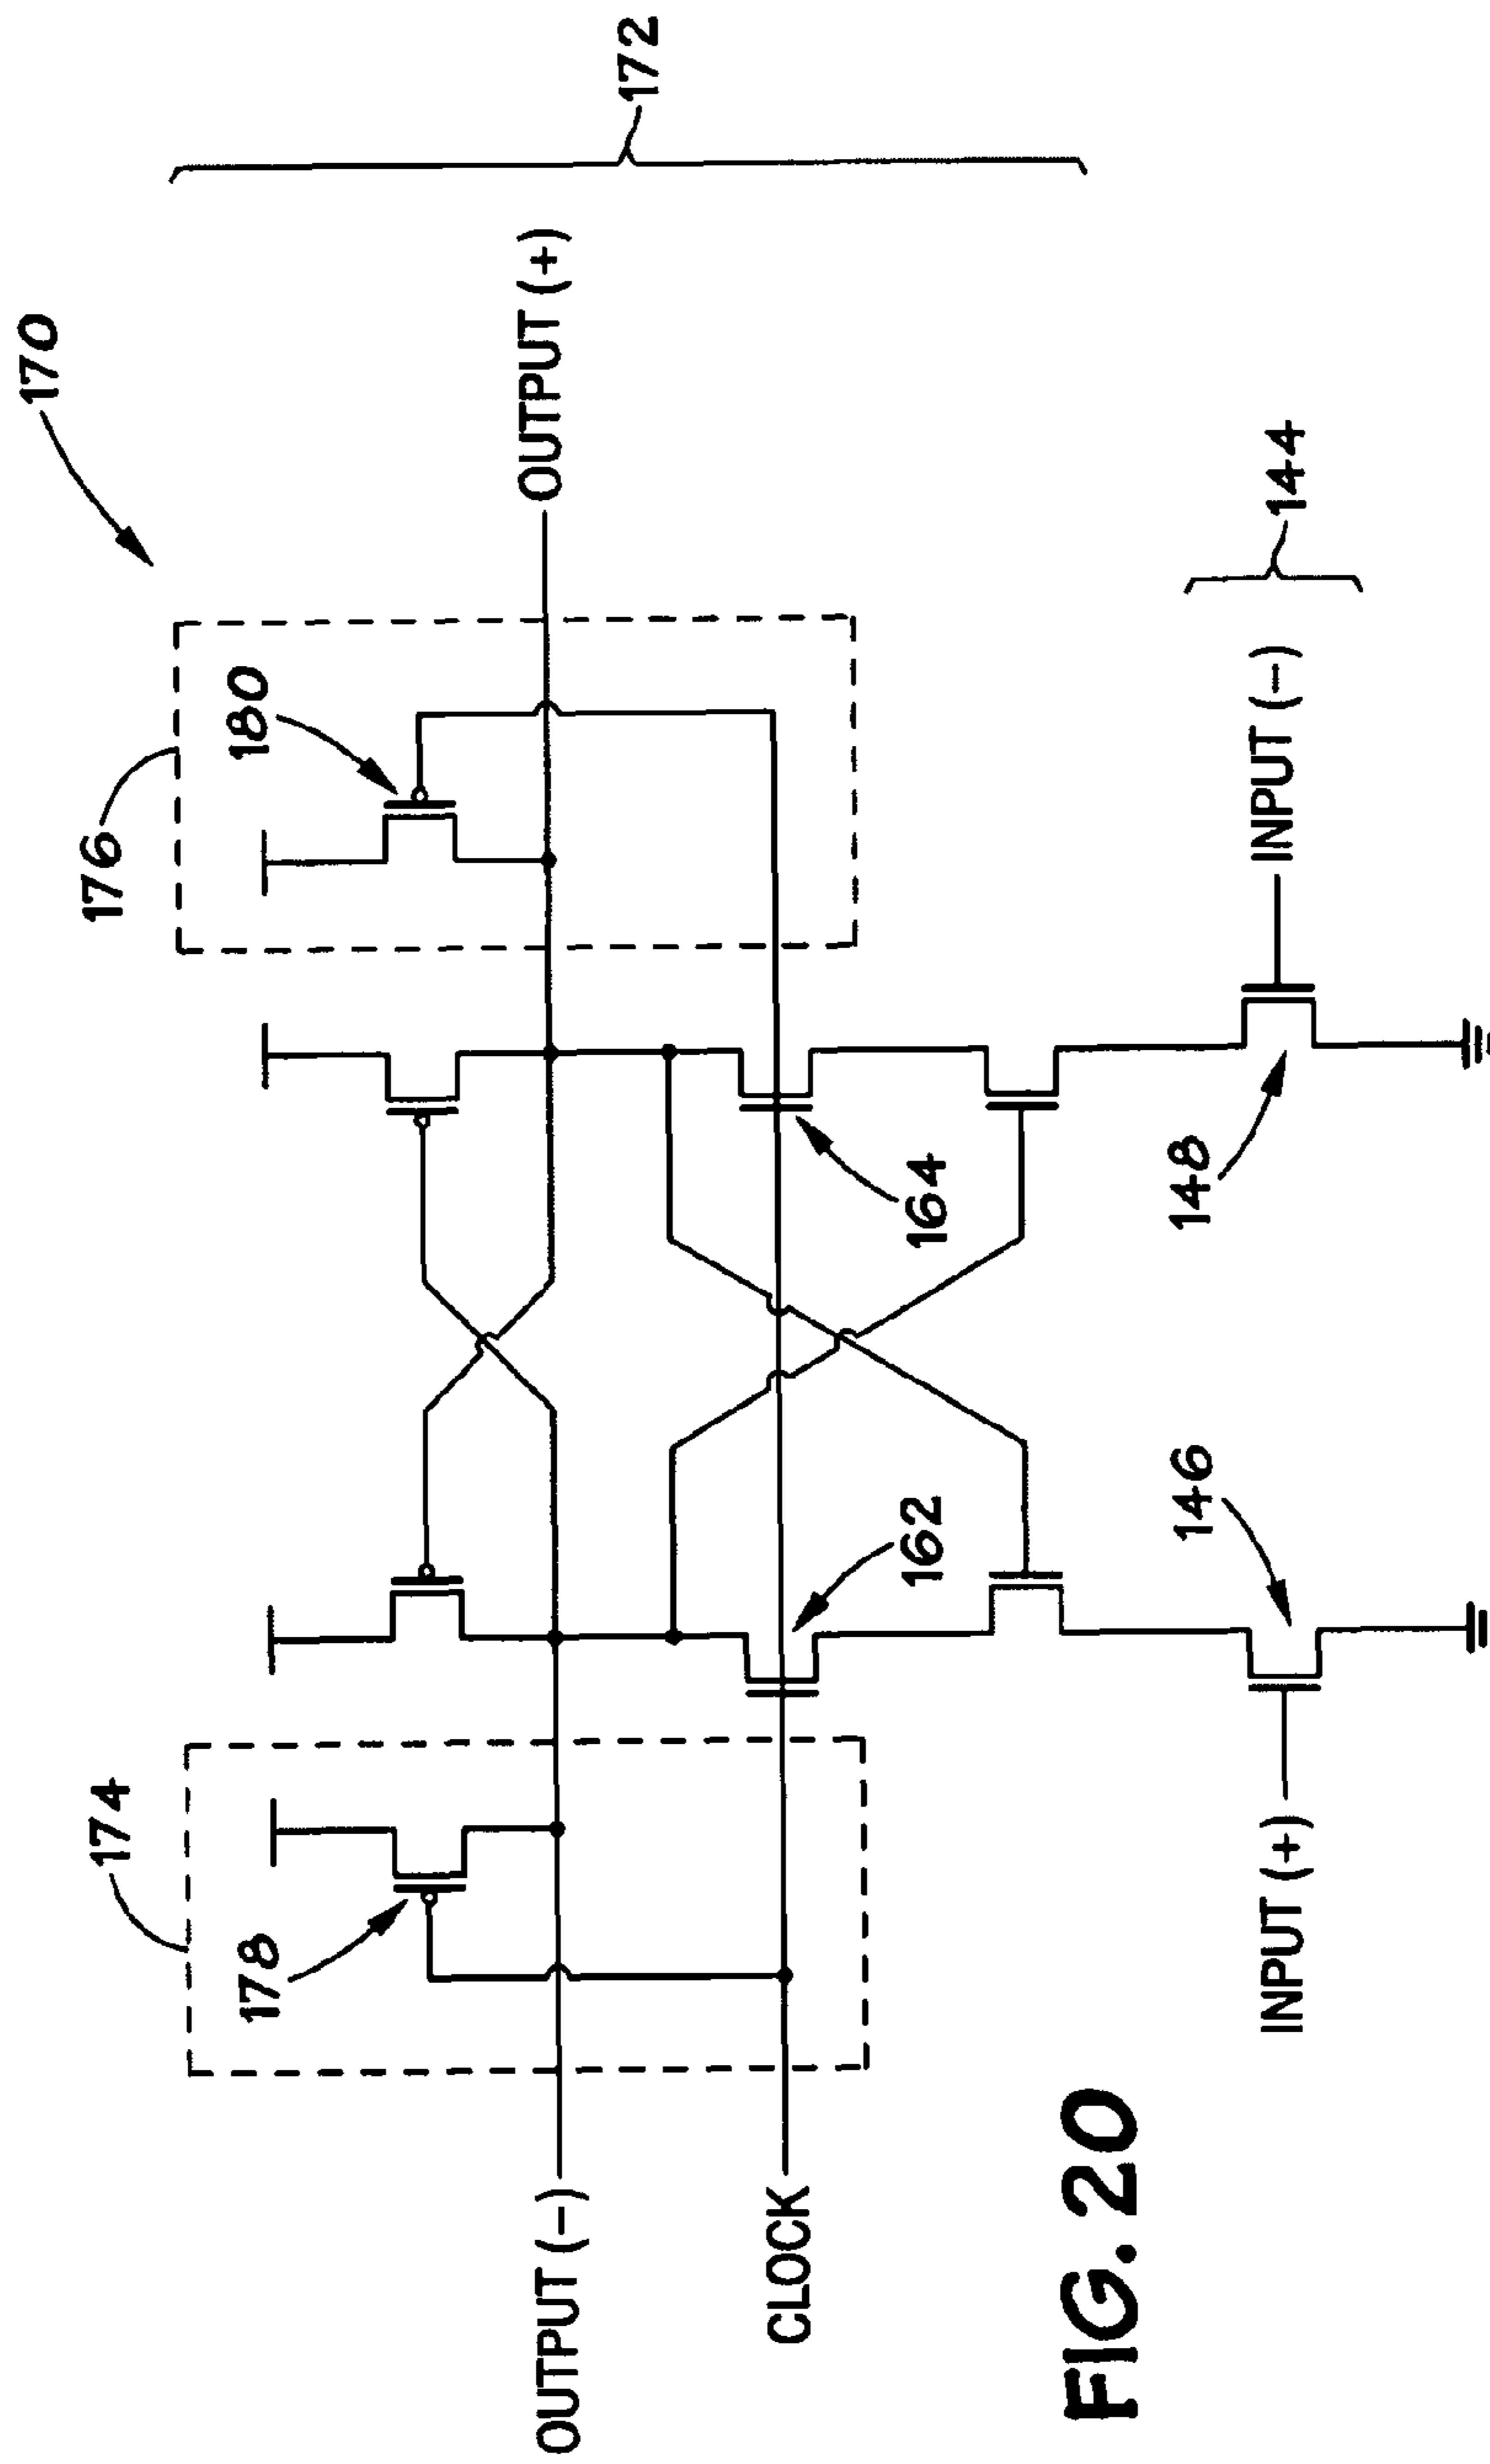 170
176
180
172
174
178
OUTPUT (-)
OUTPUT (+)
CLOCK
162
164
144
146
148
INPUT (+)
INPUT (-)
FIG. 20